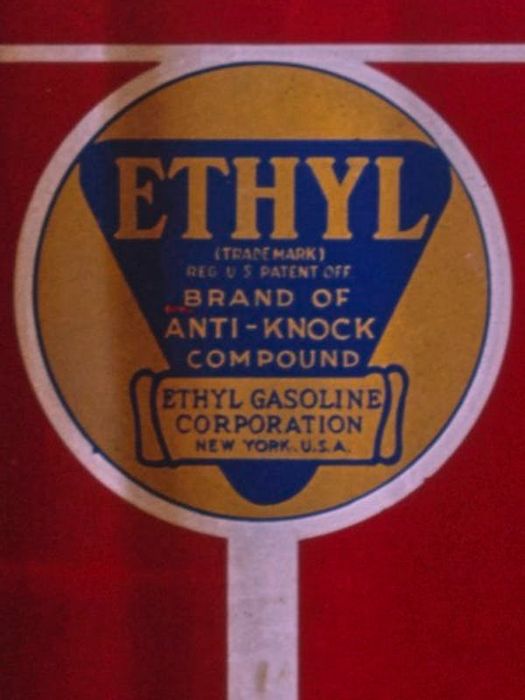 ETHYL
(TRADE MARK)
REG U S PATENT OFF.
BRAND OF
ANTI-KNOCK
COMPOUND
ETHYL GASOLINE
CORPORATION
NEW YORK. U.S.A.